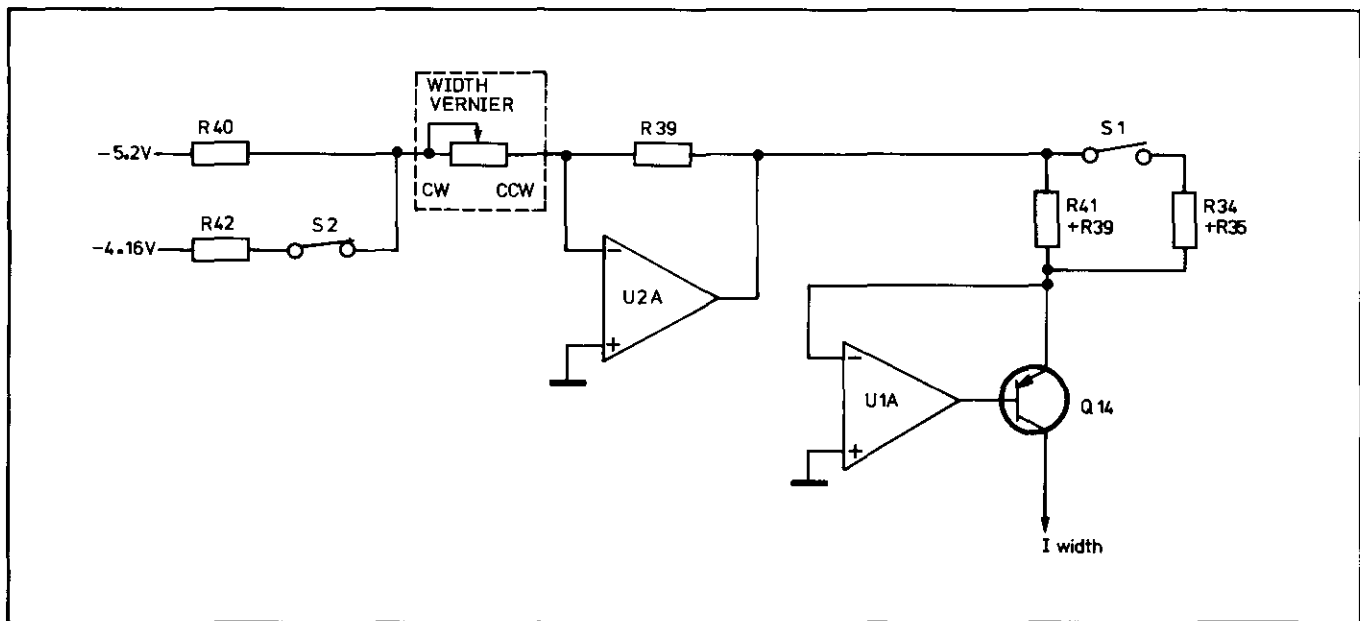 WIDTH
VERNIER
R40
R39
S1
-5.2V
CW
CCW
R42
S2
R41
+R39
R34
+R35
-4.16V
-
U2A
+
-
U1A
Q14
+
I width